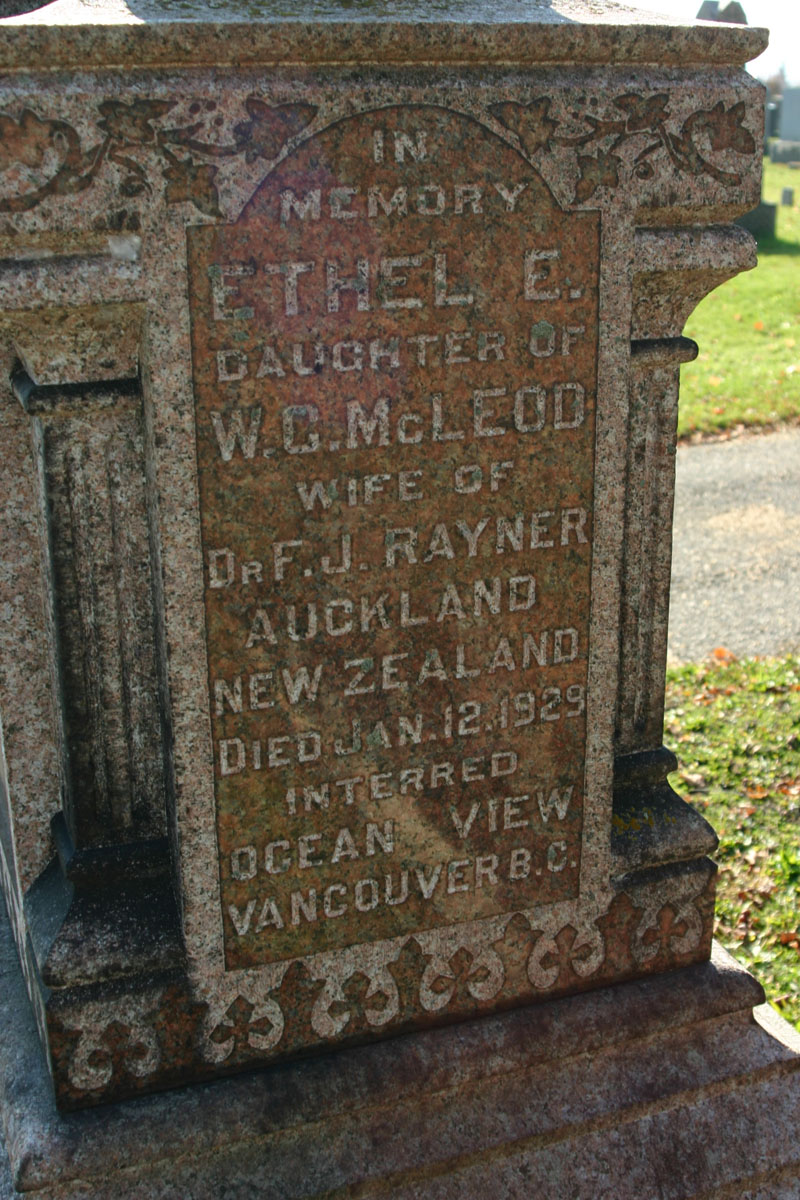 IN
MEMORY
ETHEL E.
DAUGHTER OF
W.C.McLEOD
WIFE OF
DR F.J. RAYNER
AUCKLAND
NEW ZEALAND
DIED JAN.12.1929
INTERRED
OCEAN VIEW
VANCOUVER B.C.